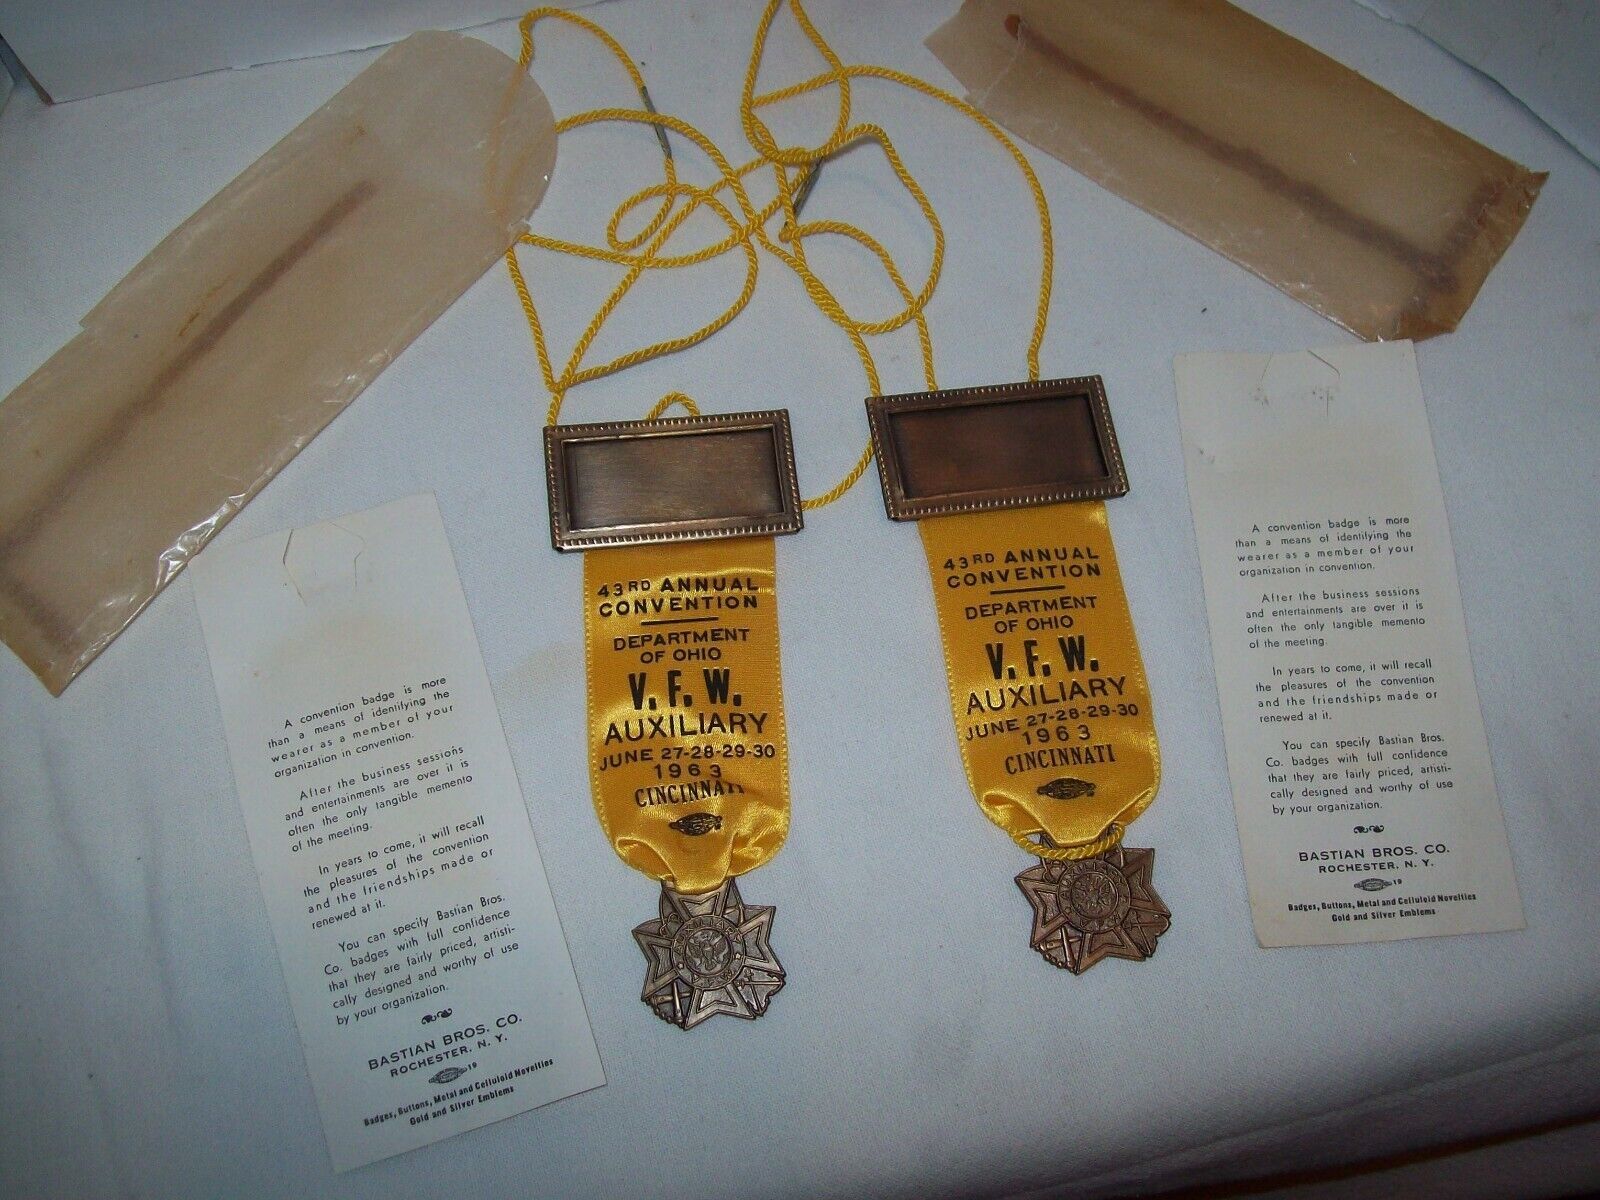 43RD ANNUAL
CONVENTION
DEPARTMENT
OF OHIO
V. F. W.
AUXILIARY
JUNE 27-28-29-30
1963
CINCINNATI
AUXILIARY
43RD ANNUAL
CONVENTION
DEPARTMENT
OF OHIO
V. F. W.
AUXILIARY
JUNE 27-28-29-30
1963
CINCINNATI
A convention badge is more
than a means of identifying the
wearer as a member of your
organization in convention.
After the business sessions
and entertainments are over it is
often the only tangible memento
of the meeting.
In years to come, it will recall
the pleasures of the convention
and the friendships made or
renewed at it.
You can specify Bastian Bros.
Co. badges with full confidence
that they are fairly priced, artisti-
cally designed and worthy of use
by your organization.
BASTIAN BROS. CO.
ROCHESTER, N. Y.
19
Badges, Buttons, Metal and Celluloid Novelties
Gold and Silver Emblems
A convention badge is more
than a means of identifying the
wearer as a member of your
organization in convention.
After the business sessions
and entertainments are over it is
often the only tangible memento
of the meeting.
In years to come, it will recall
the pleasures of the convention
and the friendships made or
renewed at it.
You can specify Bastian Bros.
Co. badges with full confidence
that they are fairly priced, artisti-
cally designed and worthy of use
by your organization.
BASTIAN BROS. CO.
ROCHESTER, N. Y.
19
Badges, Buttons, Metal and Celluloid Novelties
Gold and Silver Emblems